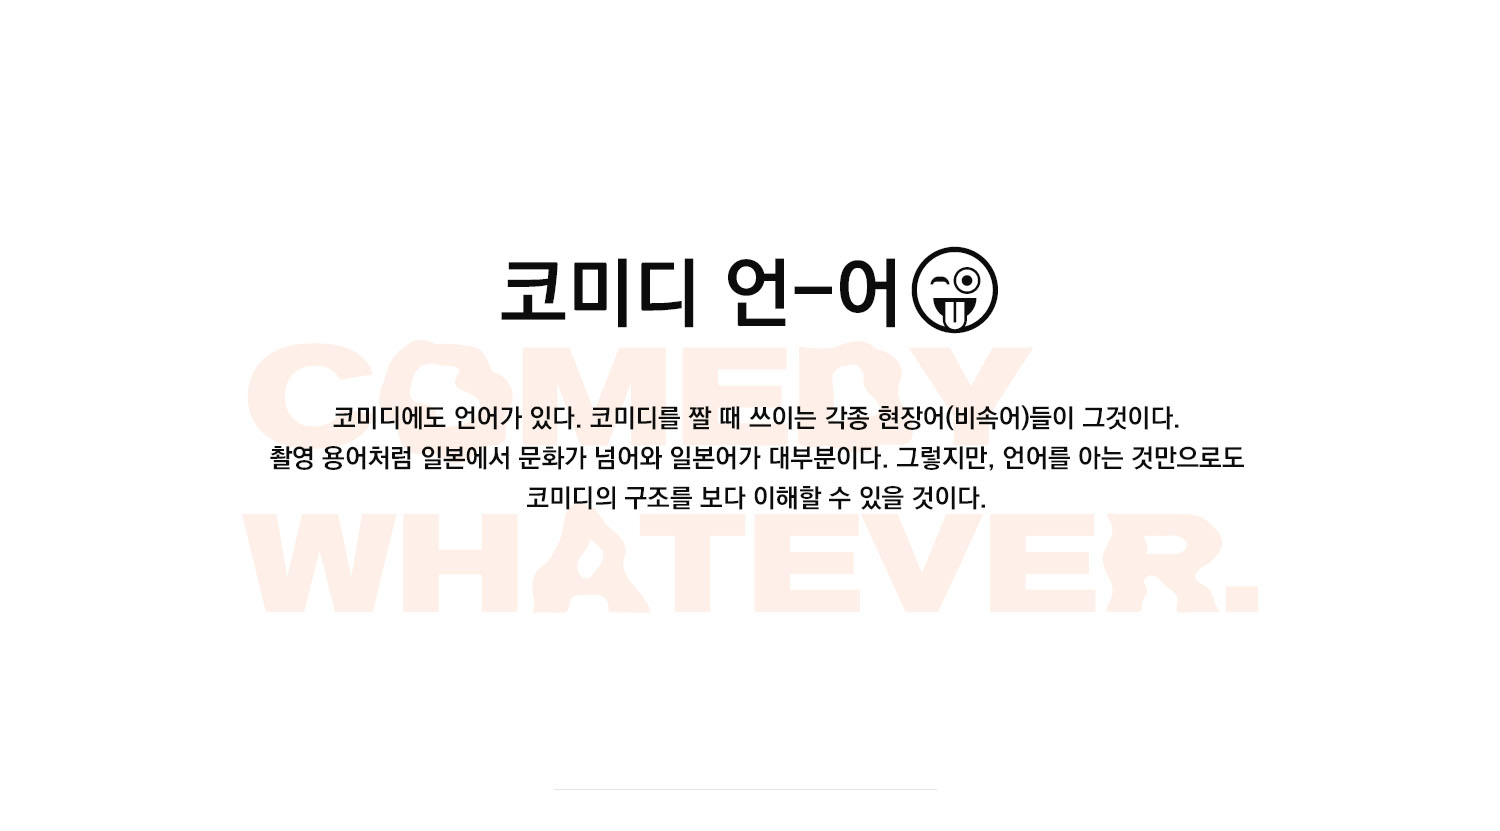 코미디 언-어
COMEDY
코미디에도 언어가 있다. 코미디를 짤 때 쓰이는 각종 현장어(비속어)들이 그것이다.
촬영 용어처럼 일본에서 문화가 넘어와 일본어가 대부분이다. 그렇지만, 언어를 아는 것만으로도
코미디의 구조를 보다 이해할 수 있을 것이다.
WHATEVER.